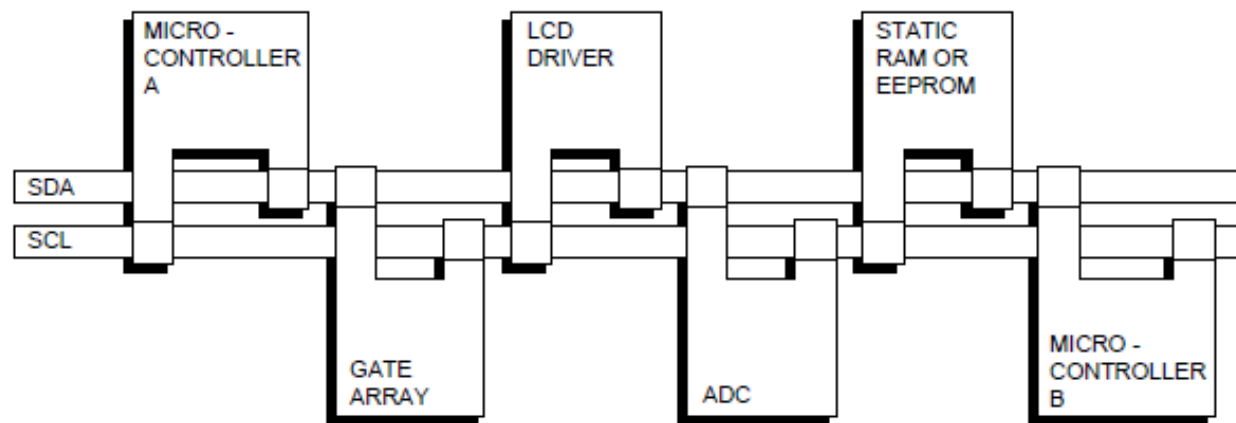 MICRO -
CONTROLLER
A
LCD
DRIVER
STATIC
RAM OR
EEPROM
SDA
SCL
GATE
ARRAY
ADC
MICRO -
CONTROLLER
B